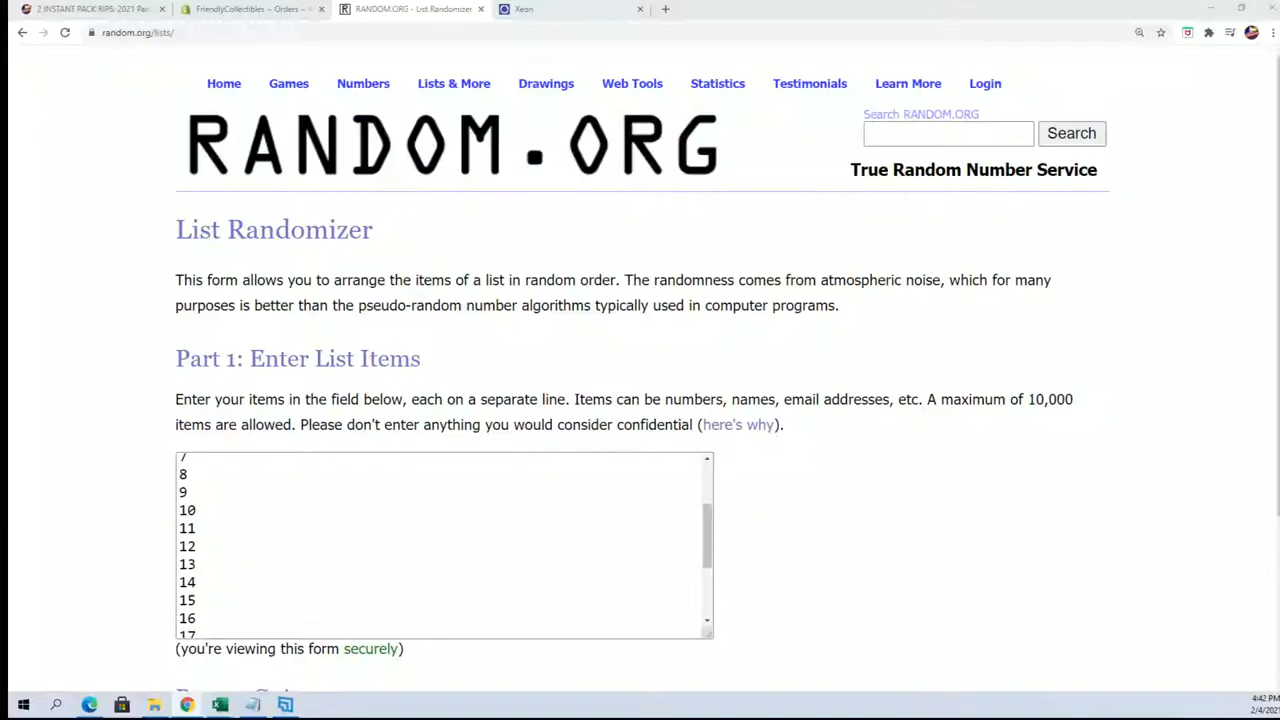 2 INSTANT PACK RIPS: 2021 Pan
FriendlyCollectibles ~ Orders ~
RANDOM.ORG - List Randomizer
Xeon
random.org/lists/
Home Games Numbers Lists & More Drawings Web Tools Statistics Testimonials Learn More Login
RANDOM.ORG
Search RANDOM.ORG
Search
True Random Number Service
List Randomizer
This form allows you to arrange the items of a list in random order. The randomness comes from atmospheric noise, which for many
purposes is better than the pseudo-random number algorithms typically used in computer programs.
Part 1: Enter List Items
Enter your items in the field below, each on a separate line. Items can be numbers, names, email addresses, etc. A maximum of 10,000
items are allowed. Please don't enter anything you would consider confidential (here's why).
7
8
9
10
11
12
13
14
15
16
17
(you're viewing this form securely)
4:42 PM
2/4/2021